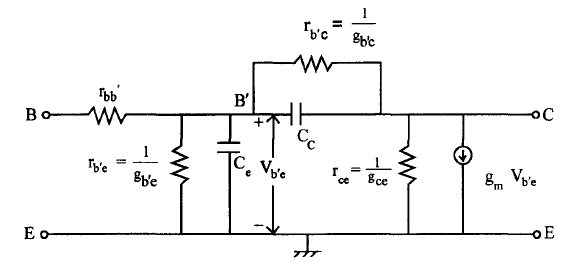 r_b'c = 1/g_b'c
r_bb'
B
B'
C
+
C_C
r_b'e = 1/g_b'e
C_e
V_b'e
r_ce = 1/g_ce
g_m V_b'e
−
E
E